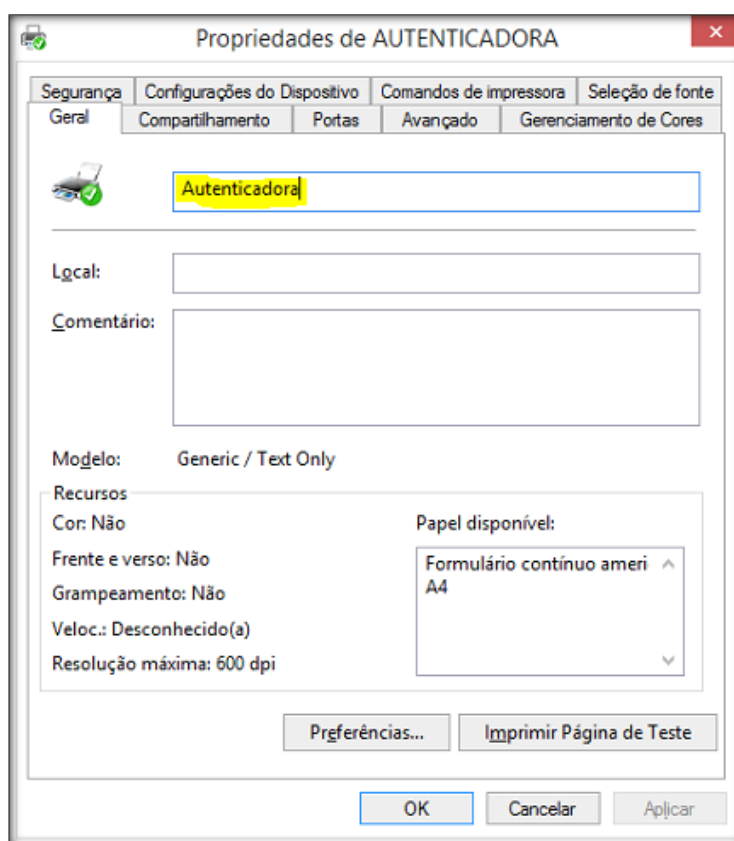 Propriedades de AUTENTICADORA
Segurança Configurações do Dispositivo Comandos de impressora Seleção de fonte
Geral Compartilhamento Portas Avançado Gerenciamento de Cores
Autenticadora
Local:
Comentário:
Modelo: Generic / Text Only
Recursos
Cor: Não
Papel disponível:
Frente e verso: Não
Formulário contínuo ameri
Grampeamento: Não
A4
Veloc.: Desconhecido(a)
Resolução máxima: 600 dpi
Preferências... Imprimir Página de Teste
OK Cancelar Aplicar